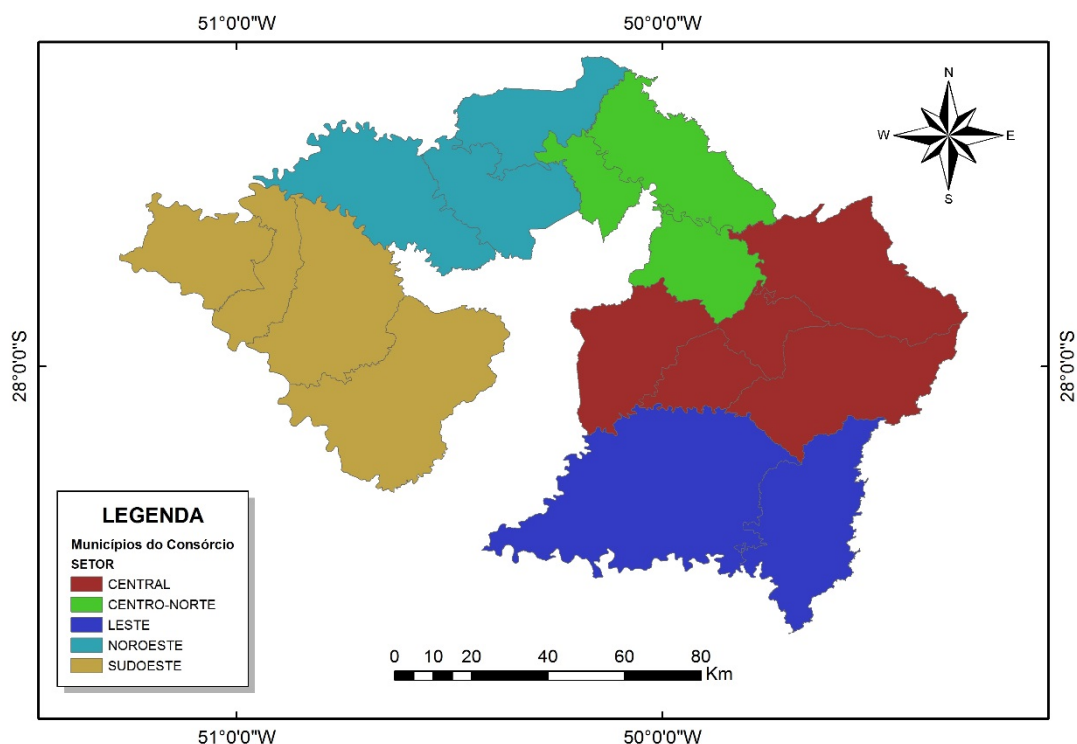 51°0'0"W 50°0'0"W
N
W E
S
28°0'0"S 28°0'0"S
LEGENDA
Municípios do Consórcio
SETOR
CENTRAL
CENTRO-NORTE
LESTE
NOROESTE
SUDOESTE
0 10 20 40 60 80
Km
51°0'0"W 50°0'0"W